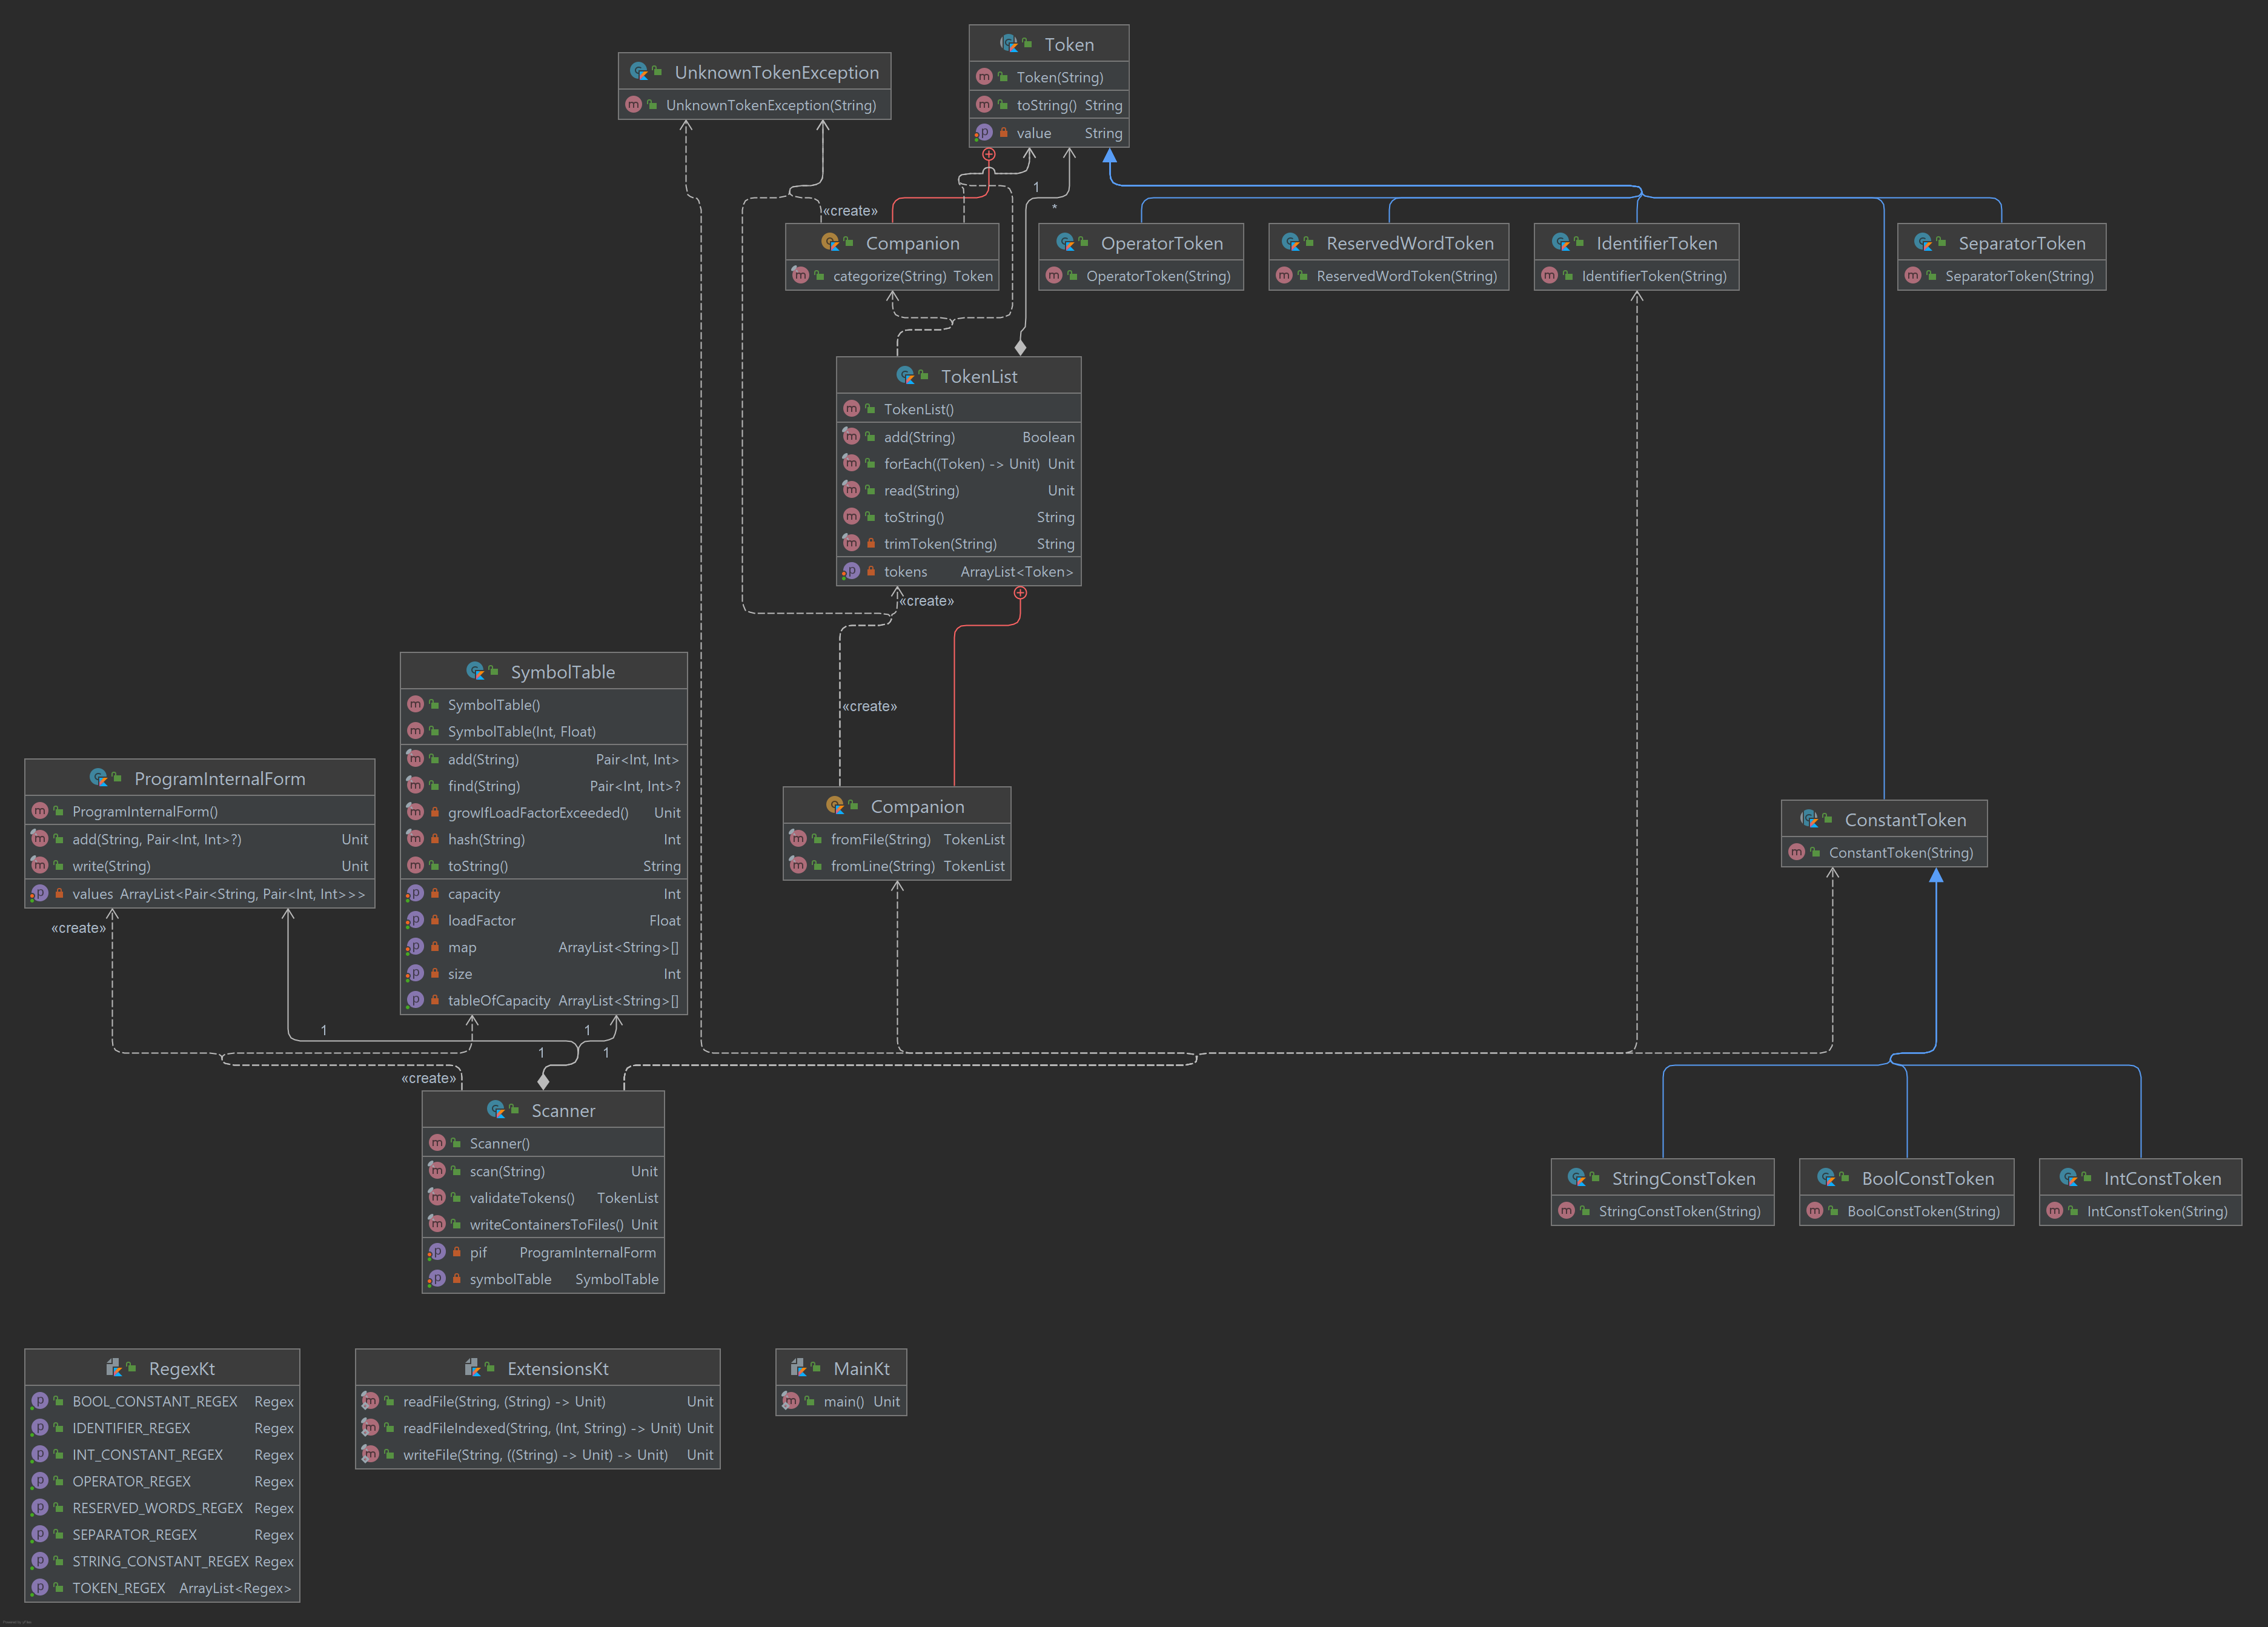 Token
Token(String)
toString() String
value String
UnknownTokenException
UnknownTokenException(String)
1
*
«create»
Companion
categorize(String) Token
OperatorToken
OperatorToken(String)
ReservedWordToken
ReservedWordToken(String)
IdentifierToken
IdentifierToken(String)
SeparatorToken
SeparatorToken(String)
TokenList
TokenList()
add(String) Boolean
forEach((Token) -> Unit) Unit
read(String) Unit
toString() String
trimToken(String) String
tokens ArrayList<Token>
«create»
«create»
SymbolTable
SymbolTable()
SymbolTable(Int, Float)
add(String) Pair<Int, Int>
find(String) Pair<Int, Int>?
growIfLoadFactorExceeded() Unit
hash(String) Int
toString() String
capacity Int
loadFactor Float
map ArrayList<String>[]
size Int
tableOfCapacity ArrayList<String>[]
ProgramInternalForm
ProgramInternalForm()
add(String, Pair<Int, Int>?) Unit
write(String) Unit
values ArrayList<Pair<String, Pair<Int, Int>>>
«create»
Companion
fromFile(String) TokenList
fromLine(String) TokenList
ConstantToken
ConstantToken(String)
1
1
1
1
«create»
Scanner
Scanner()
scan(String) Unit
validateTokens() TokenList
writeContainersToFiles() Unit
pif ProgramInternalForm
symbolTable SymbolTable
StringConstToken
StringConstToken(String)
BoolConstToken
BoolConstToken(String)
IntConstToken
IntConstToken(String)
RegexKt
BOOL_CONSTANT_REGEX Regex
IDENTIFIER_REGEX Regex
INT_CONSTANT_REGEX Regex
OPERATOR_REGEX Regex
RESERVED_WORDS_REGEX Regex
SEPARATOR_REGEX Regex
STRING_CONSTANT_REGEX Regex
TOKEN_REGEX ArrayList<Regex>
ExtensionsKt
readFile(String, (String) -> Unit) Unit
readFileIndexed(String, (Int, String) -> Unit) Unit
writeFile(String, ((String) -> Unit) -> Unit) Unit
MainKt
main() Unit